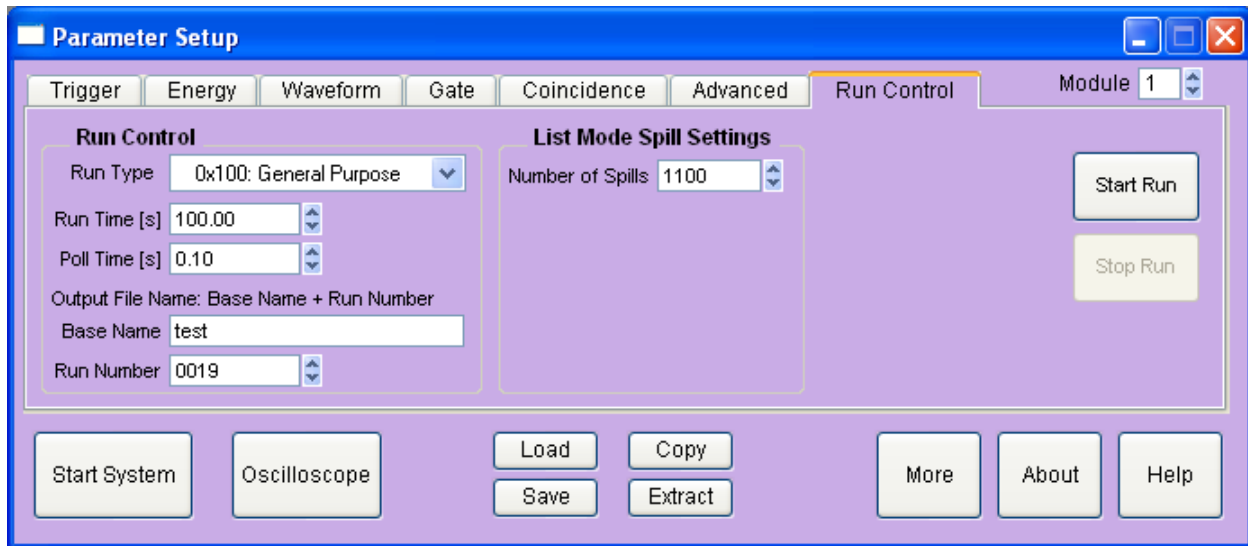 Parameter Setup
Trigger Energy Waveform Gate Coincidence Advanced Run Control Module 1
Run Control List Mode Spill Settings
Run Type 0x100: General Purpose Number of Spills 1100 Start Run
Run Time [s] 100.00
Poll Time [s] 0.10 Stop Run
Output File Name: Base Name + Run Number
Base Name test
Run Number 0019
Start System Oscilloscope Load Copy More About Help
Save Extract